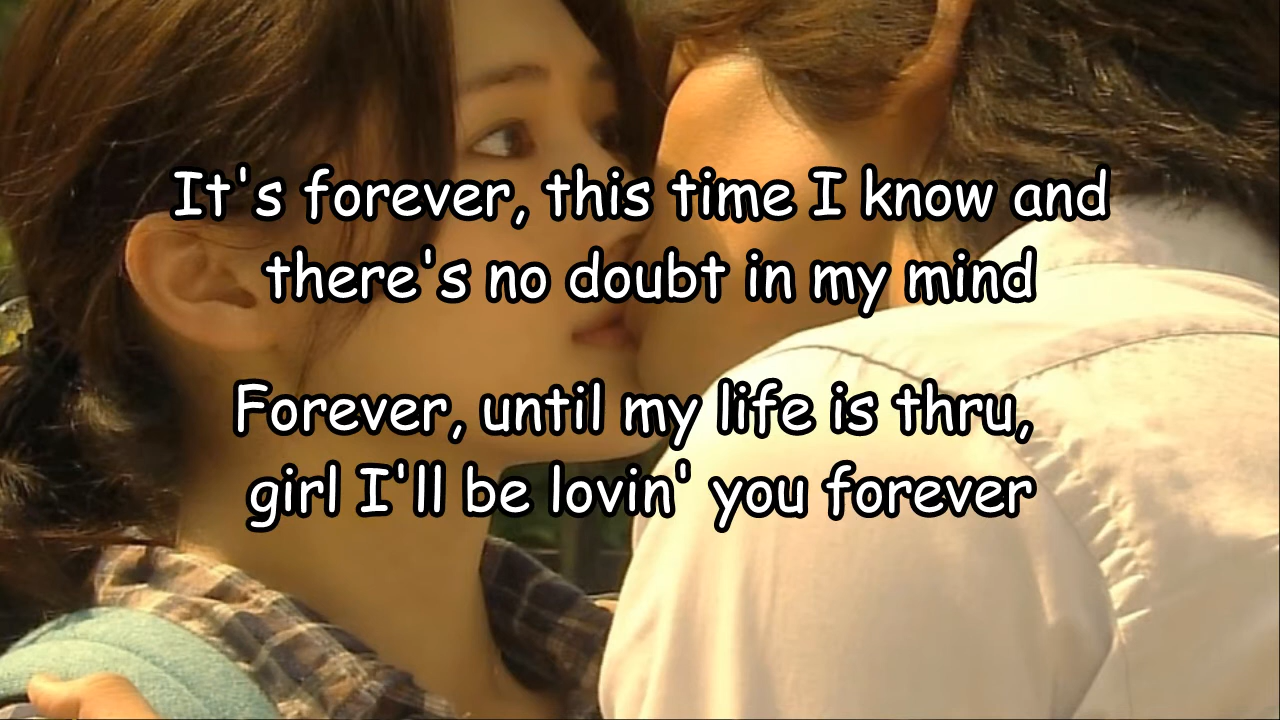 It's forever, this time I know and
there's no doubt in my mind
Forever, until my life is thru,
girl I'll be lovin' you forever